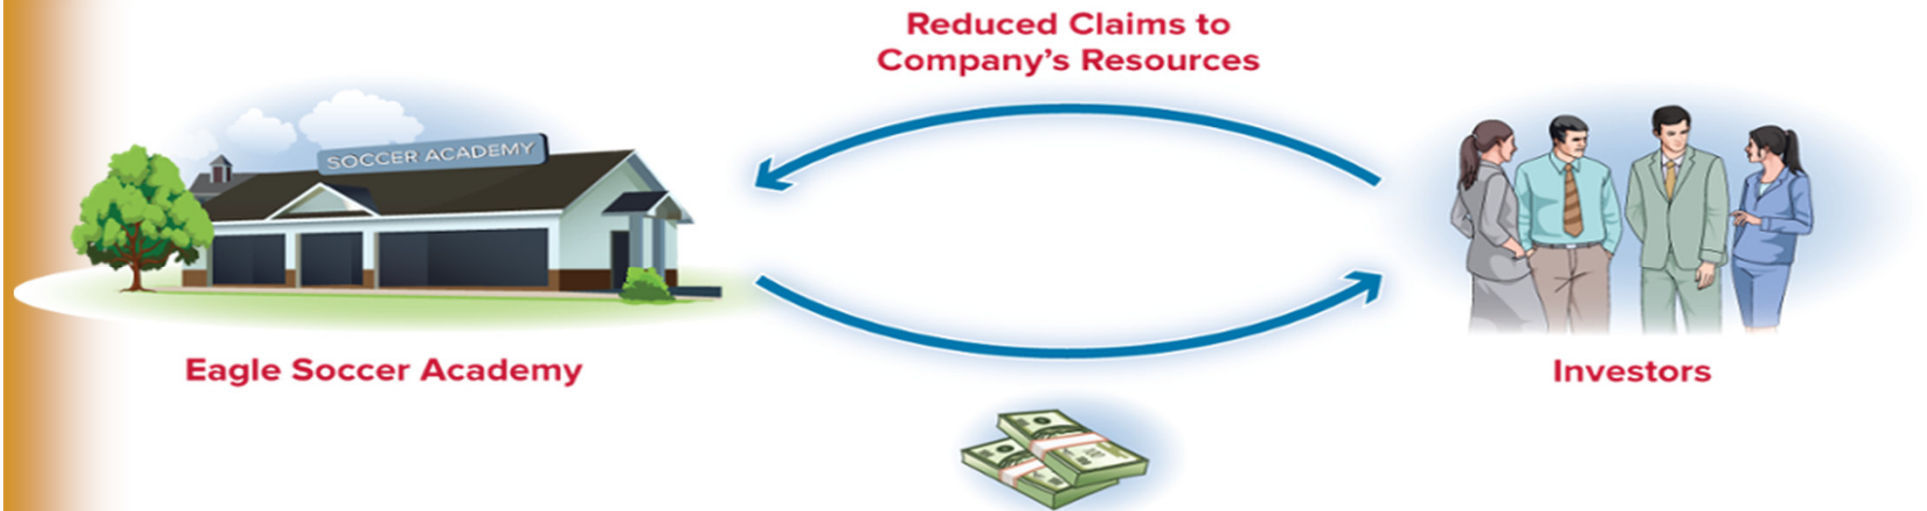 Reduced Claims to
Company’s Resources
SOCCER ACADEMY
Eagle Soccer Academy
Investors